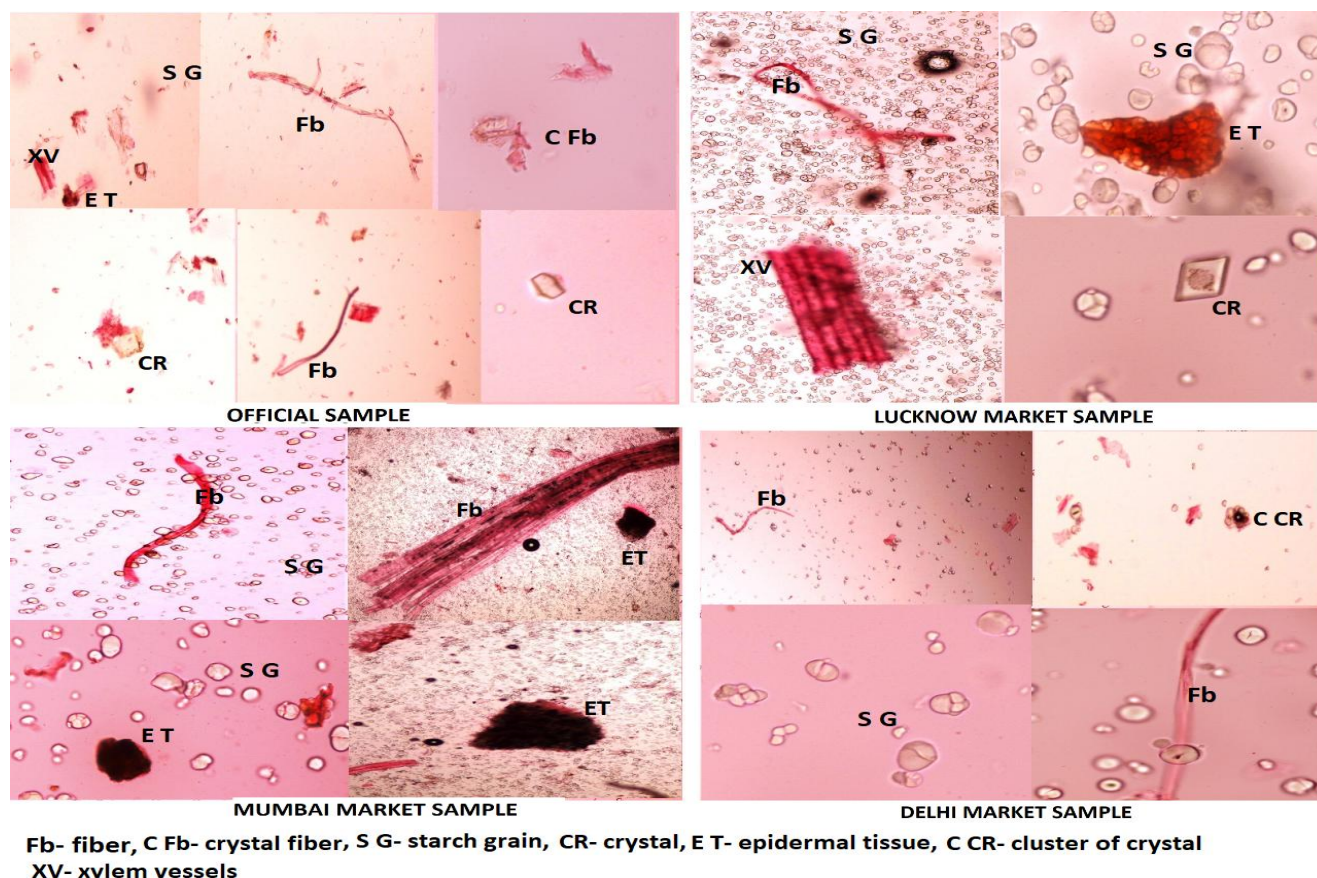 S G
Fb
C Fb
XV
E T
CR
Fb
CR
OFFICIAL SAMPLE
S G
Fb
S G
E T
XV
CR
LUCKNOW MARKET SAMPLE
Fb
S G
Fb
ET
S G
E T
ET
MUMBAI MARKET SAMPLE
Fb
C CR
S G
Fb
DELHI MARKET SAMPLE
Fb- fiber, C Fb- crystal fiber, S G- starch grain, CR- crystal, E T- epidermal tissue, C CR- cluster of crystal
XV- xylem vessels